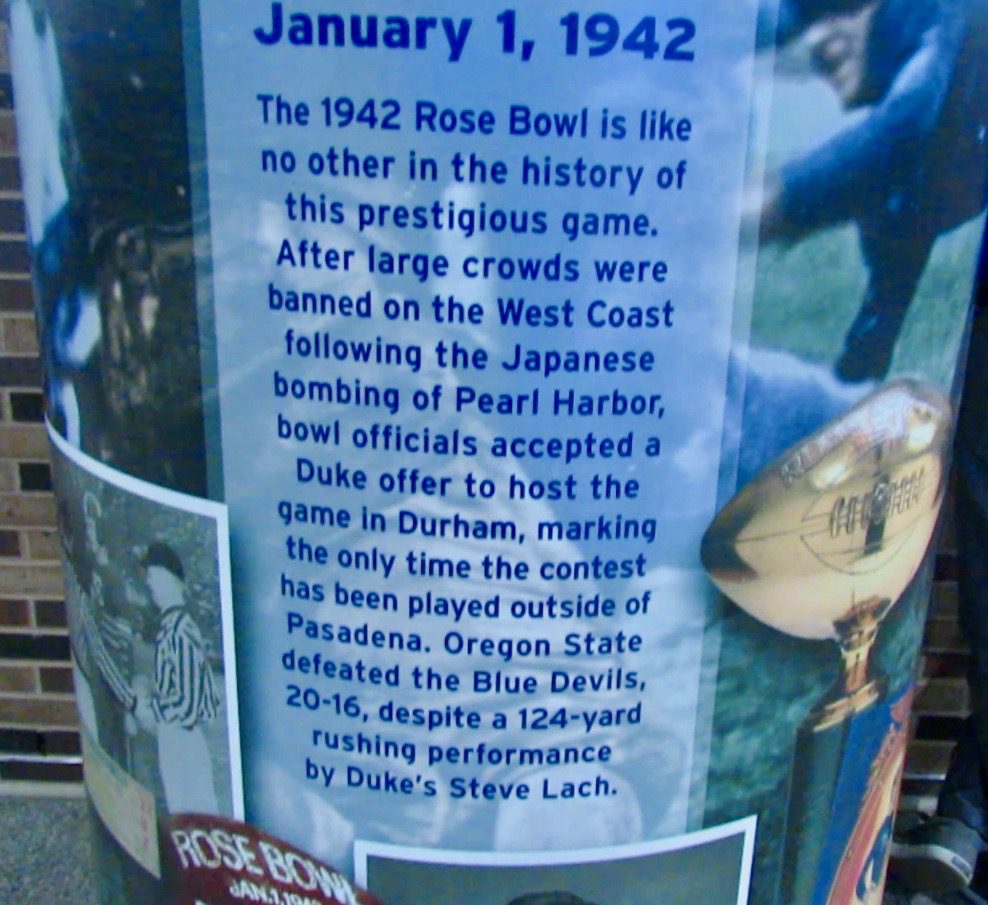 January 1, 1942
The 1942 Rose Bowl is like
no other in the history of
this prestigious game.
After large crowds were
banned on the West Coast
following the Japanese
bombing of Pearl Harbor,
bowl officials accepted a
Duke offer to host the
game in Durham, marking
the only time the contest
has been played outside of
Pasadena. Oregon State
defeated the Blue Devils,
20-16, despite a 124-yard
rushing performance
by Duke's Steve Lach.
ROSE BOWL
JAN.1,194